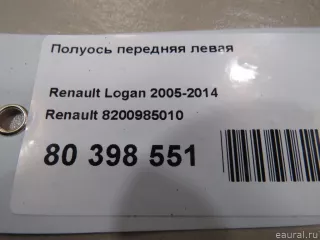 Полуось передняя левая
Renault Logan 2005-2014
Renault 8200985010
80 398 551
eaural.ru